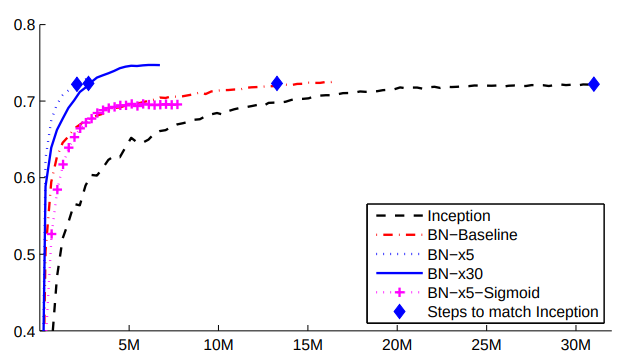 0.8
0.7
0.6
0.5
0.4
5M 10M 15M 20M 25M 30M
Inception
BN−Baseline
BN−x5
BN−x30
BN−x5−Sigmoid
Steps to match Inception